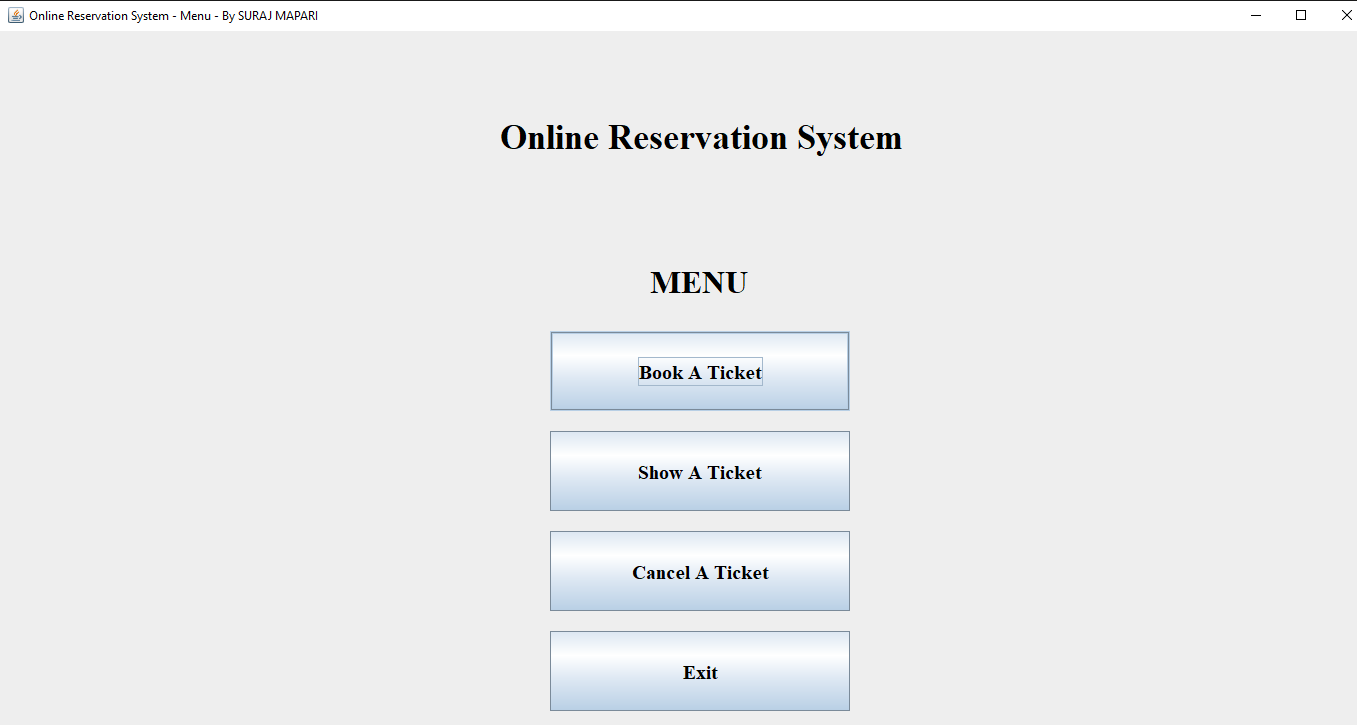 Online Reservation System - Menu - By SURAJ MAPARI
Online Reservation System
MENU
Book A Ticket
Show A Ticket
Cancel A Ticket
Exit